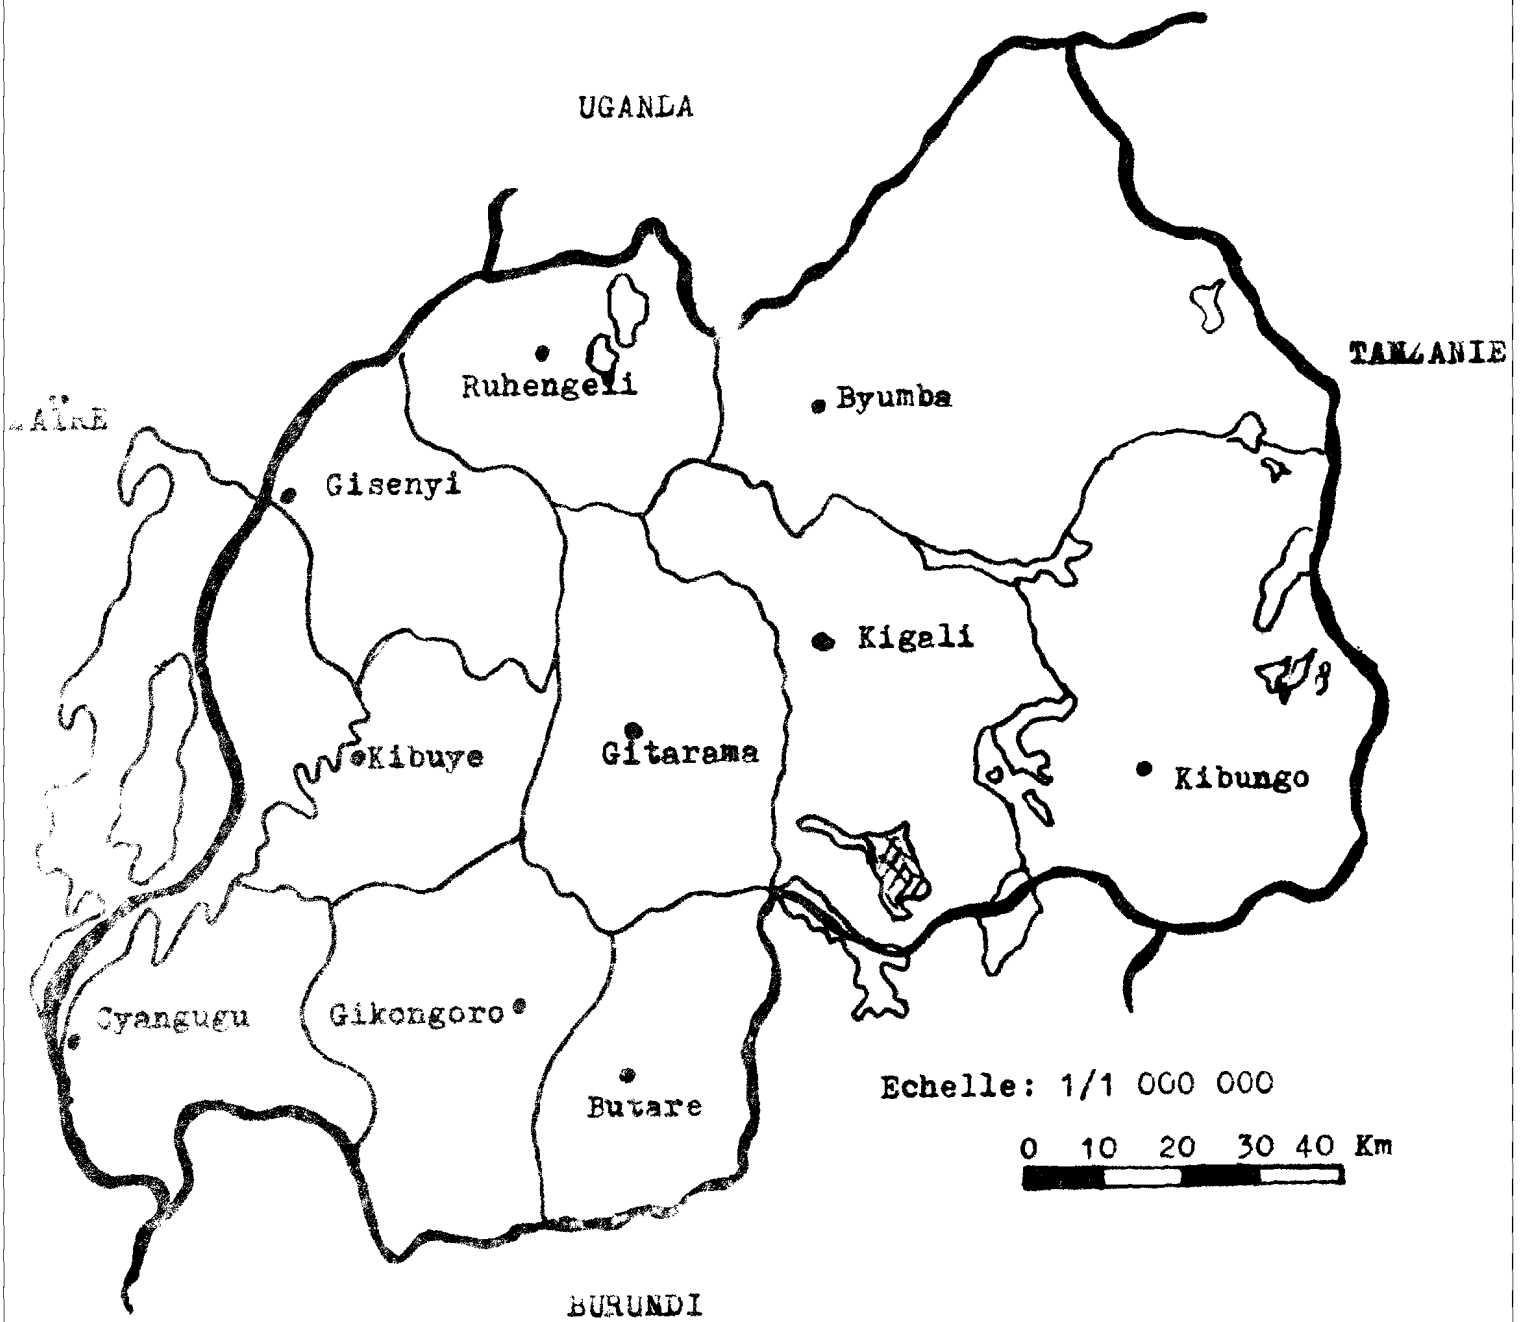 UGANDA
TANZANIE
ZAÏRE
Ruhengeli
Byumba
Gisenyi
Kigali
Kibuye
Gitarama
Kibungo
Cyangugu
Gikongoro
Butare
Echelle: 1/1 000 000
0 10 20 30 40 Km
BURUNDI